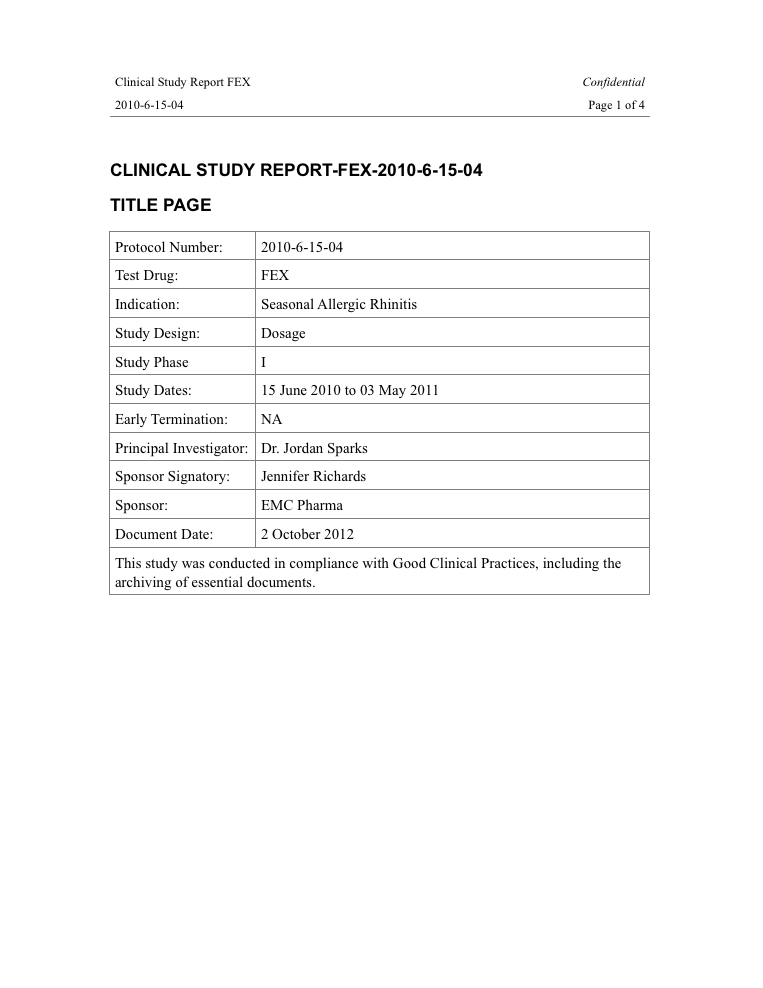 Clinical Study Report FEX Confidential
2010-6-15-04 Page 1 of 4
CLINICAL STUDY REPORT-FEX-2010-6-15-04
TITLE PAGE
Protocol Number: 2010-6-15-04
Test Drug: FEX
Indication: Seasonal Allergic Rhinitis
Study Design: Dosage
Study Phase I
Study Dates: 15 June 2010 to 03 May 2011
Early Termination: NA
Principal Investigator: Dr. Jordan Sparks
Sponsor Signatory: Jennifer Richards
Sponsor: EMC Pharma
Document Date: 2 October 2012
This study was conducted in compliance with Good Clinical Practices, including the
archiving of essential documents.